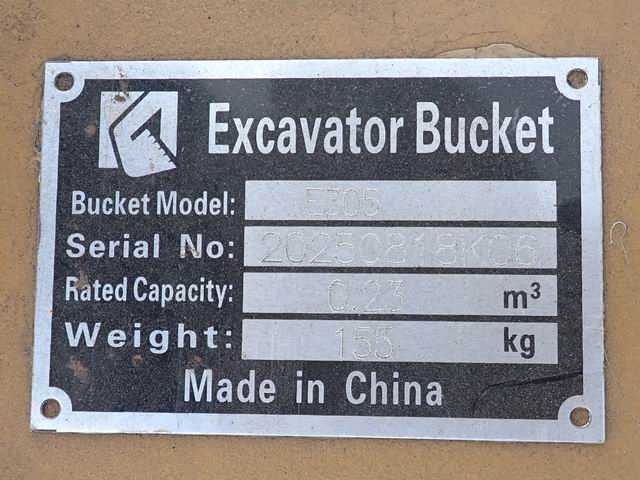 Excavator Bucket
Bucket Model: E305
Serial No: 20250818K06
Rated Capacity: 0.23 m³
Weight: 155 kg
Made in China